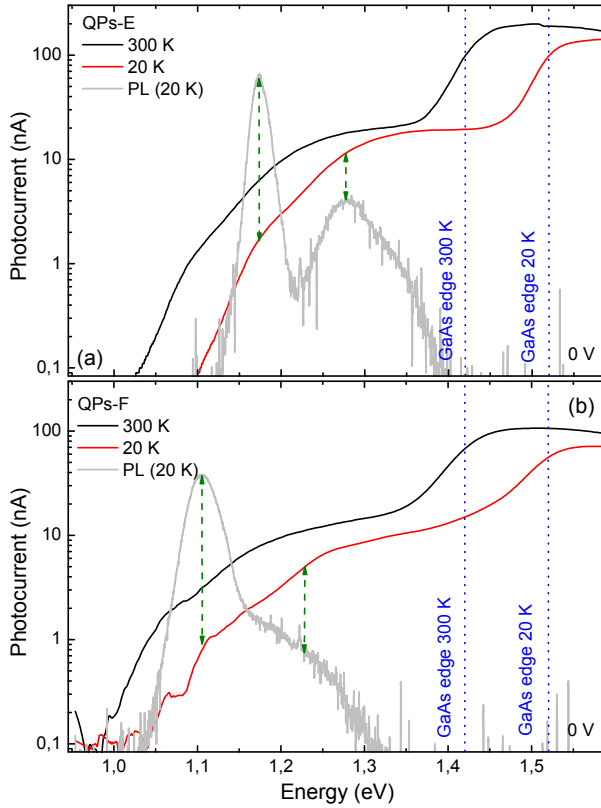 QPs-E
300 K
20 K
PL (20 K)
Photocurrent (nA)
100
10
1
0,1
GaAs edge 300 K
GaAs edge 20 K
(a)
0 V
QPs-F
(b)
300 K
20 K
PL (20 K)
Photocurrent (nA)
100
10
1
0,1
GaAs edge 300 K
GaAs edge 20 K
0 V
1,0 1,1 1,2 1,3 1,4 1,5
Energy (eV)